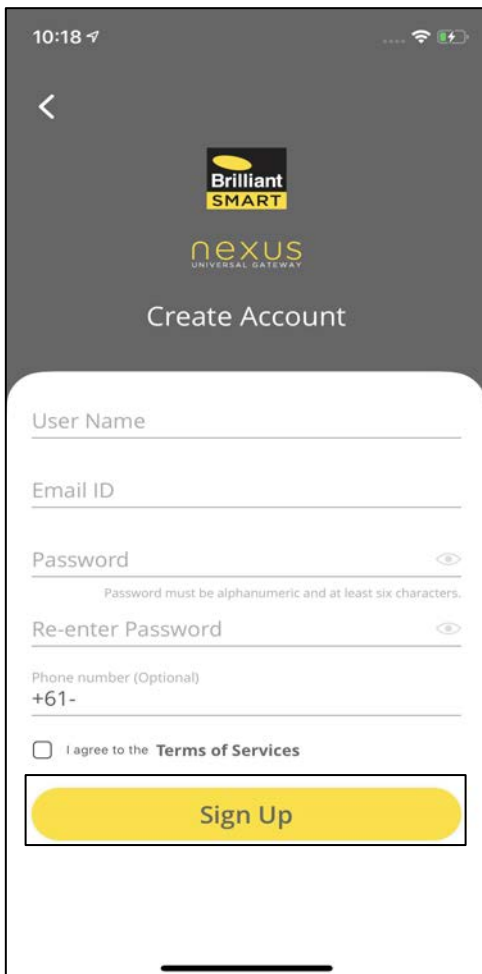 10:18
Brilliant
SMART
nexus
UNIVERSAL GATEWAY
Create Account
User Name
Email ID
Password
Password must be alphanumeric and at least six characters.
Re-enter Password
Phone number (Optional)
+61-
I agree to the Terms of Services
Sign Up